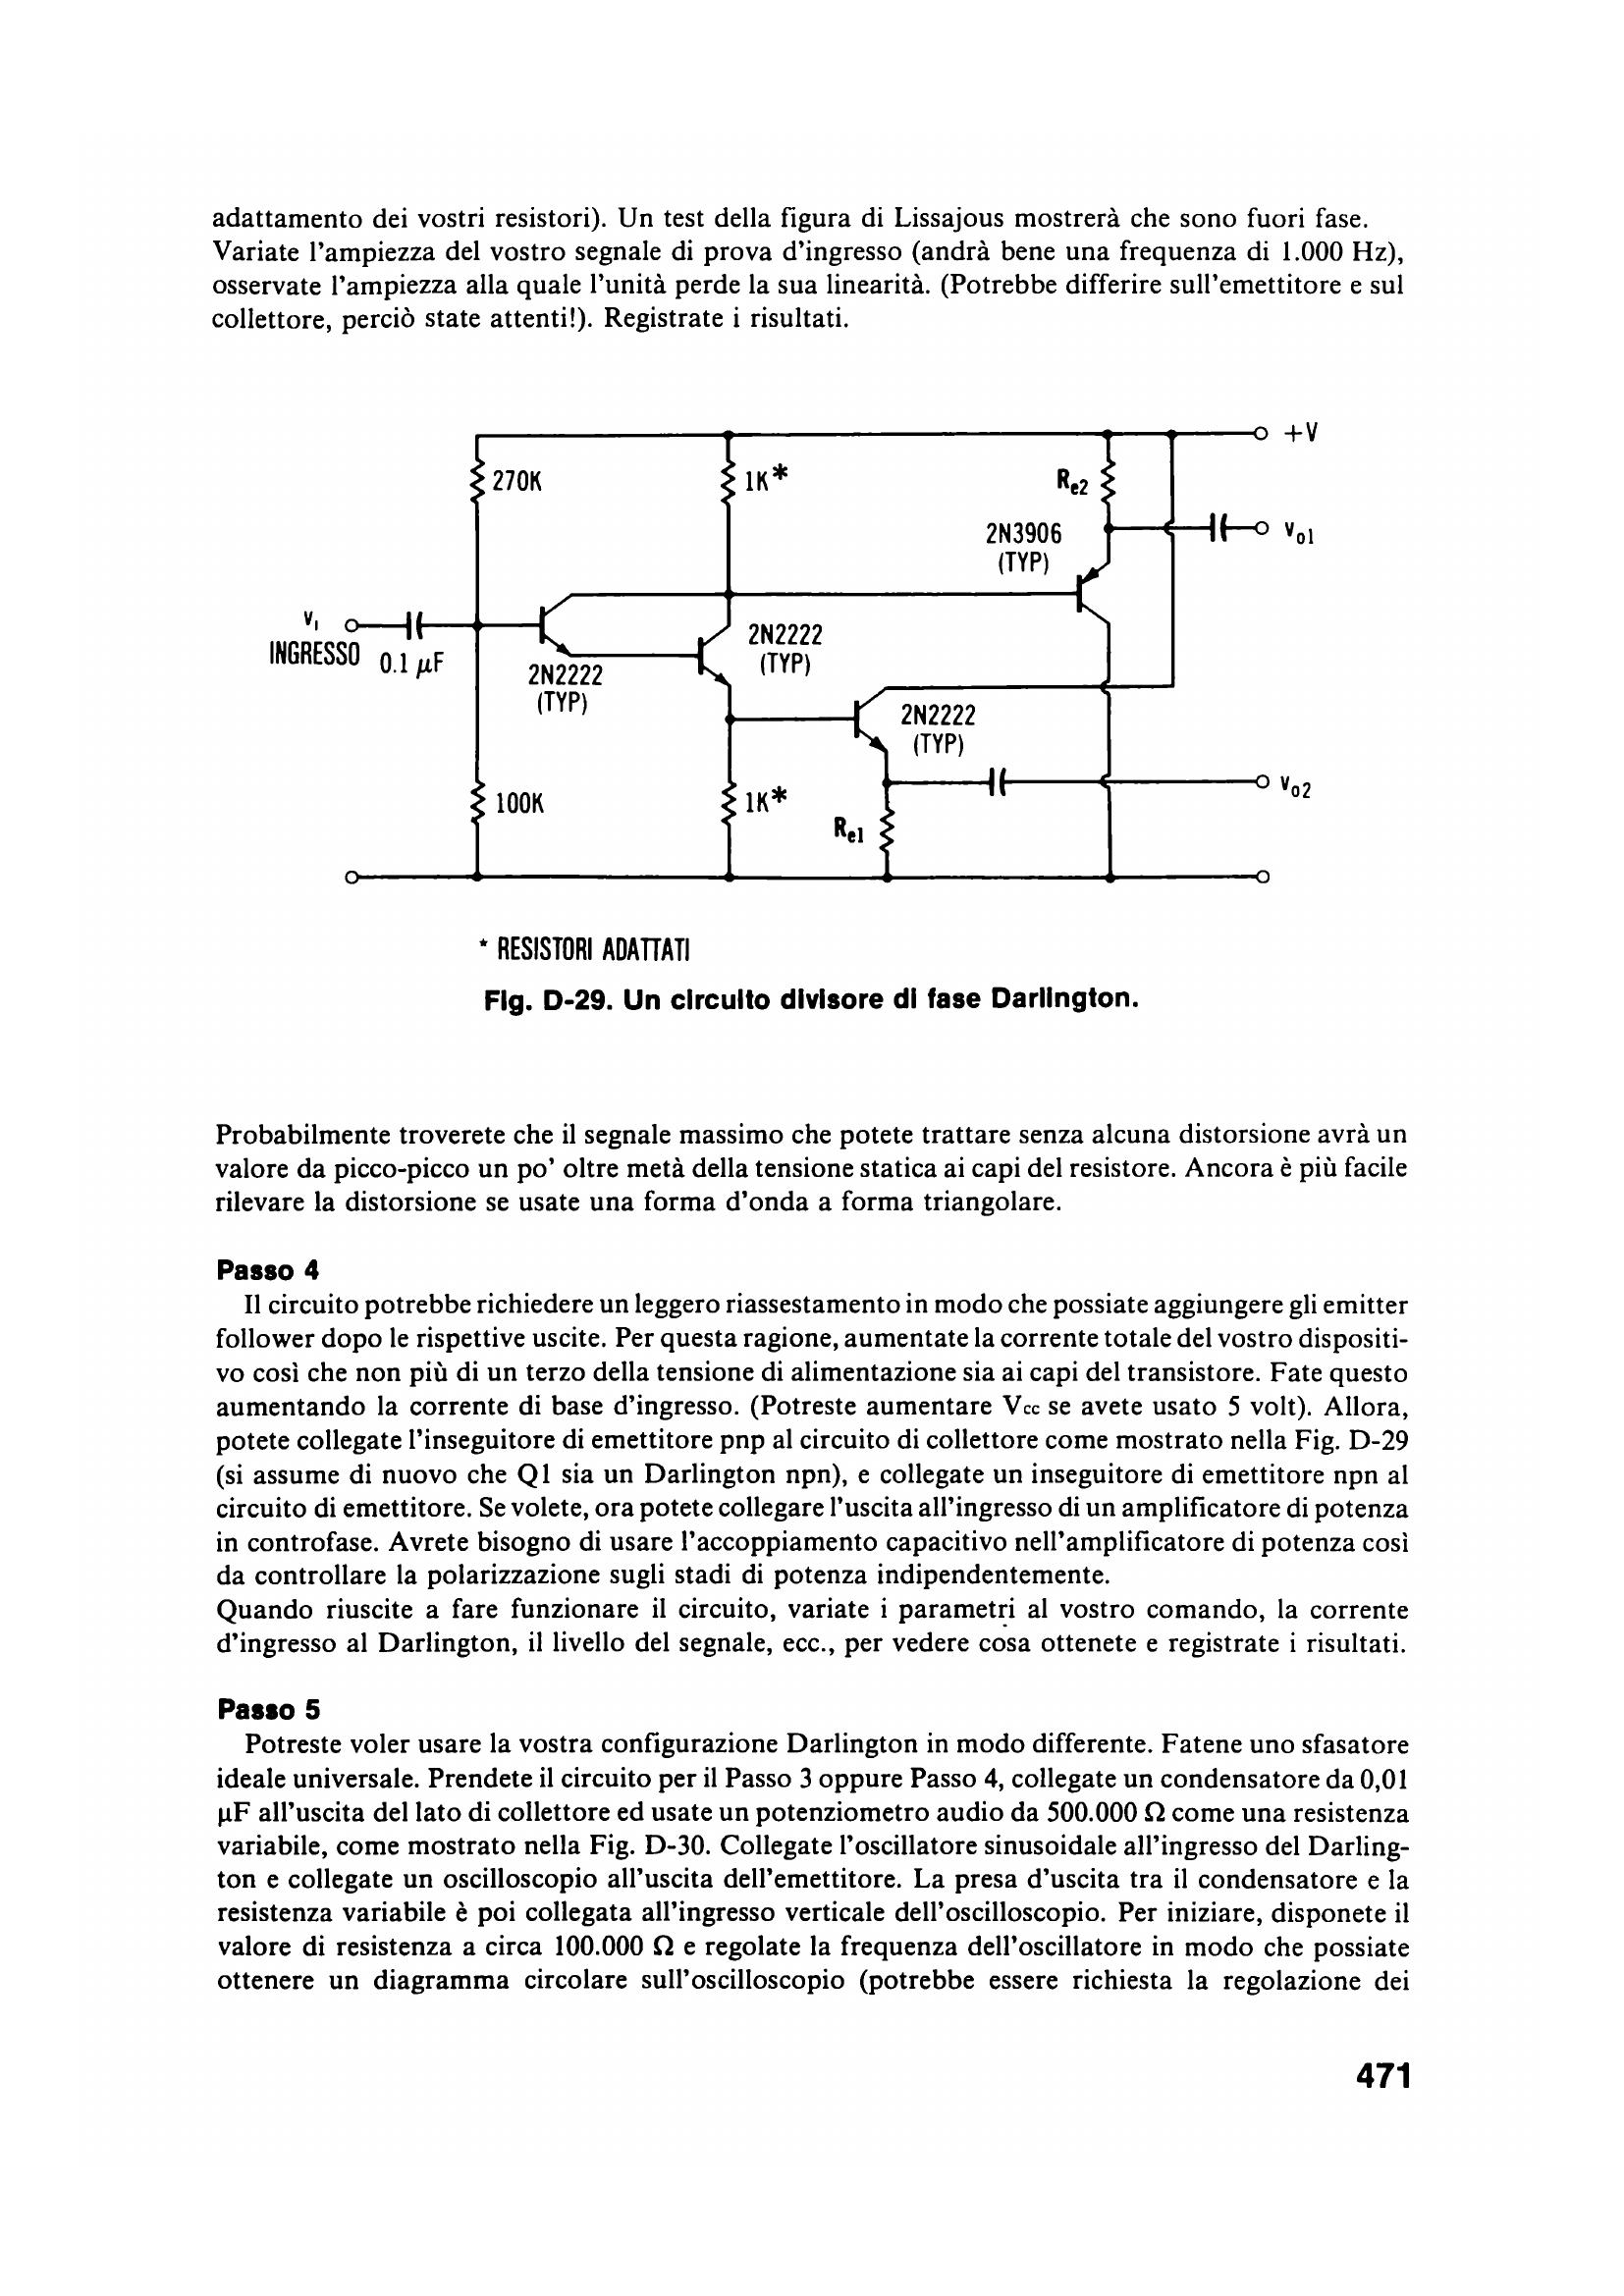 adattamento dei vostri resistori). Un test della figura di Lissajous mostrerà che sono fuori fase.
Variate l'ampiezza del vostro segnale di prova d'ingresso (andrà bene una frequenza di 1.000 Hz),
osservate l'ampiezza alla quale l'unità perde la sua linearità. (Potrebbe differire sull'emettitore e sul
collettore, perciò state attenti!). Registrate i risultati.
+V
270K
1K*
Re2
2N3906
(TYP)
Vo1
VI
INGRESSO
0.1 µF
2N2222
(TYP)
2N2222
(TYP)
2N2222
(TYP)
Vo2
100K
1K*
Re1
* RESISTORI ADATTATI
Fig. D-29. Un circuito divisore di fase Darlington.
Probabilmente troverete che il segnale massimo che potete trattare senza alcuna distorsione avrà un
valore da picco-picco un po' oltre metà della tensione statica ai capi del resistore. Ancora è più facile
rilevare la distorsione se usate una forma d'onda a forma triangolare.
Passo 4
Il circuito potrebbe richiedere un leggero riassestamento in modo che possiate aggiungere gli emitter
follower dopo le rispettive uscite. Per questa ragione, aumentate la corrente totale del vostro dispositi-
vo così che non più di un terzo della tensione di alimentazione sia ai capi del transistore. Fate questo
aumentando la corrente di base d'ingresso. (Potreste aumentare Vcc se avete usato 5 volt). Allora,
potete collegate l'inseguitore di emettitore pnp al circuito di collettore come mostrato nella Fig. D-29
(si assume di nuovo che Q1 sia un Darlington npn), e collegate un inseguitore di emettitore npn al
circuito di emettitore. Se volete, ora potete collegare l'uscita all'ingresso di un amplificatore di potenza
in controfase. Avrete bisogno di usare l'accoppiamento capacitivo nell'amplificatore di potenza così
da controllare la polarizzazione sugli stadi di potenza indipendentemente.
Quando riuscite a fare funzionare il circuito, variate i parametri al vostro comando, la corrente
d'ingresso al Darlington, il livello del segnale, ecc., per vedere cosa ottenete e registrate i risultati.
Passo 5
Potreste voler usare la vostra configurazione Darlington in modo differente. Fatene uno sfasatore
ideale universale. Prendete il circuito per il Passo 3 oppure Passo 4, collegate un condensatore da 0,01
µF all'uscita del lato di collettore ed usate un potenziometro audio da 500.000 Ω come una resistenza
variabile, come mostrato nella Fig. D-30. Collegate l'oscillatore sinusoidale all'ingresso del Darling-
ton e collegate un oscilloscopio all'uscita dell'emettitore. La presa d'uscita tra il condensatore e la
resistenza variabile è poi collegata all'ingresso verticale dell'oscilloscopio. Per iniziare, disponete il
valore di resistenza a circa 100.000 Ω e regolate la frequenza dell'oscillatore in modo che possiate
ottenere un diagramma circolare sull'oscilloscopio (potrebbe essere richiesta la regolazione dei
471